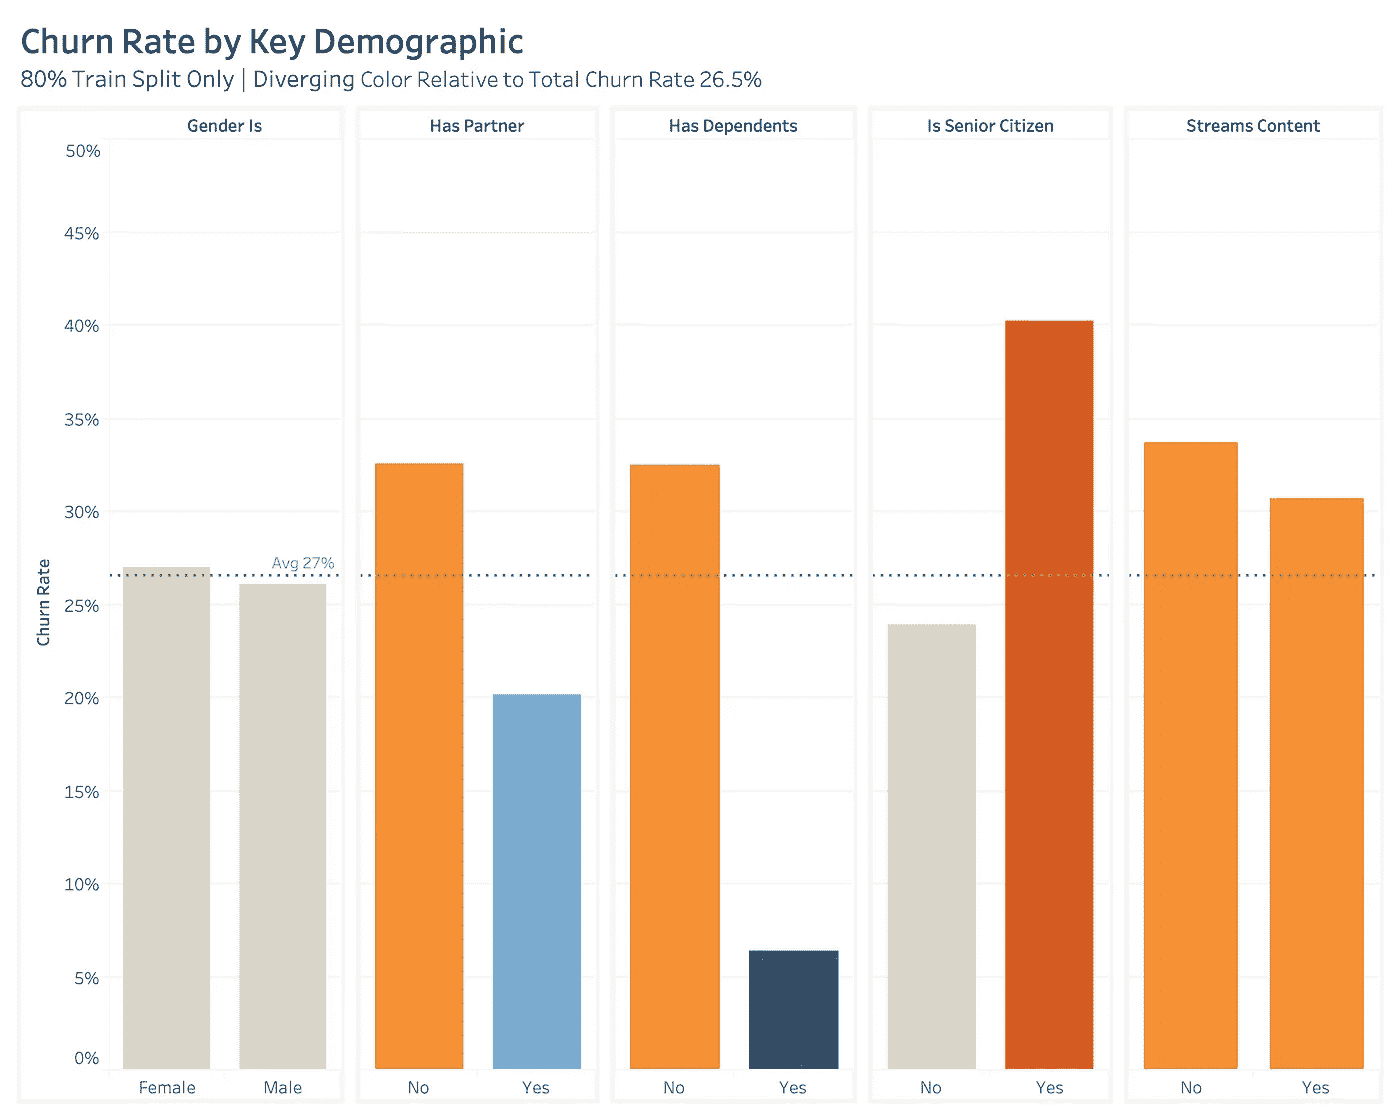 Churn Rate by Key Demographic
80% Train Split Only | Diverging Color Relative to Total Churn Rate 26.5%
Gender Is
Has Partner
Has Dependents
Is Senior Citizen
Streams Content
50%
45%
40%
35%
30%
25%
20%
15%
10%
5%
0%
Churn Rate
Avg 27%
Female
Male
No
Yes
No
Yes
No
Yes
No
Yes